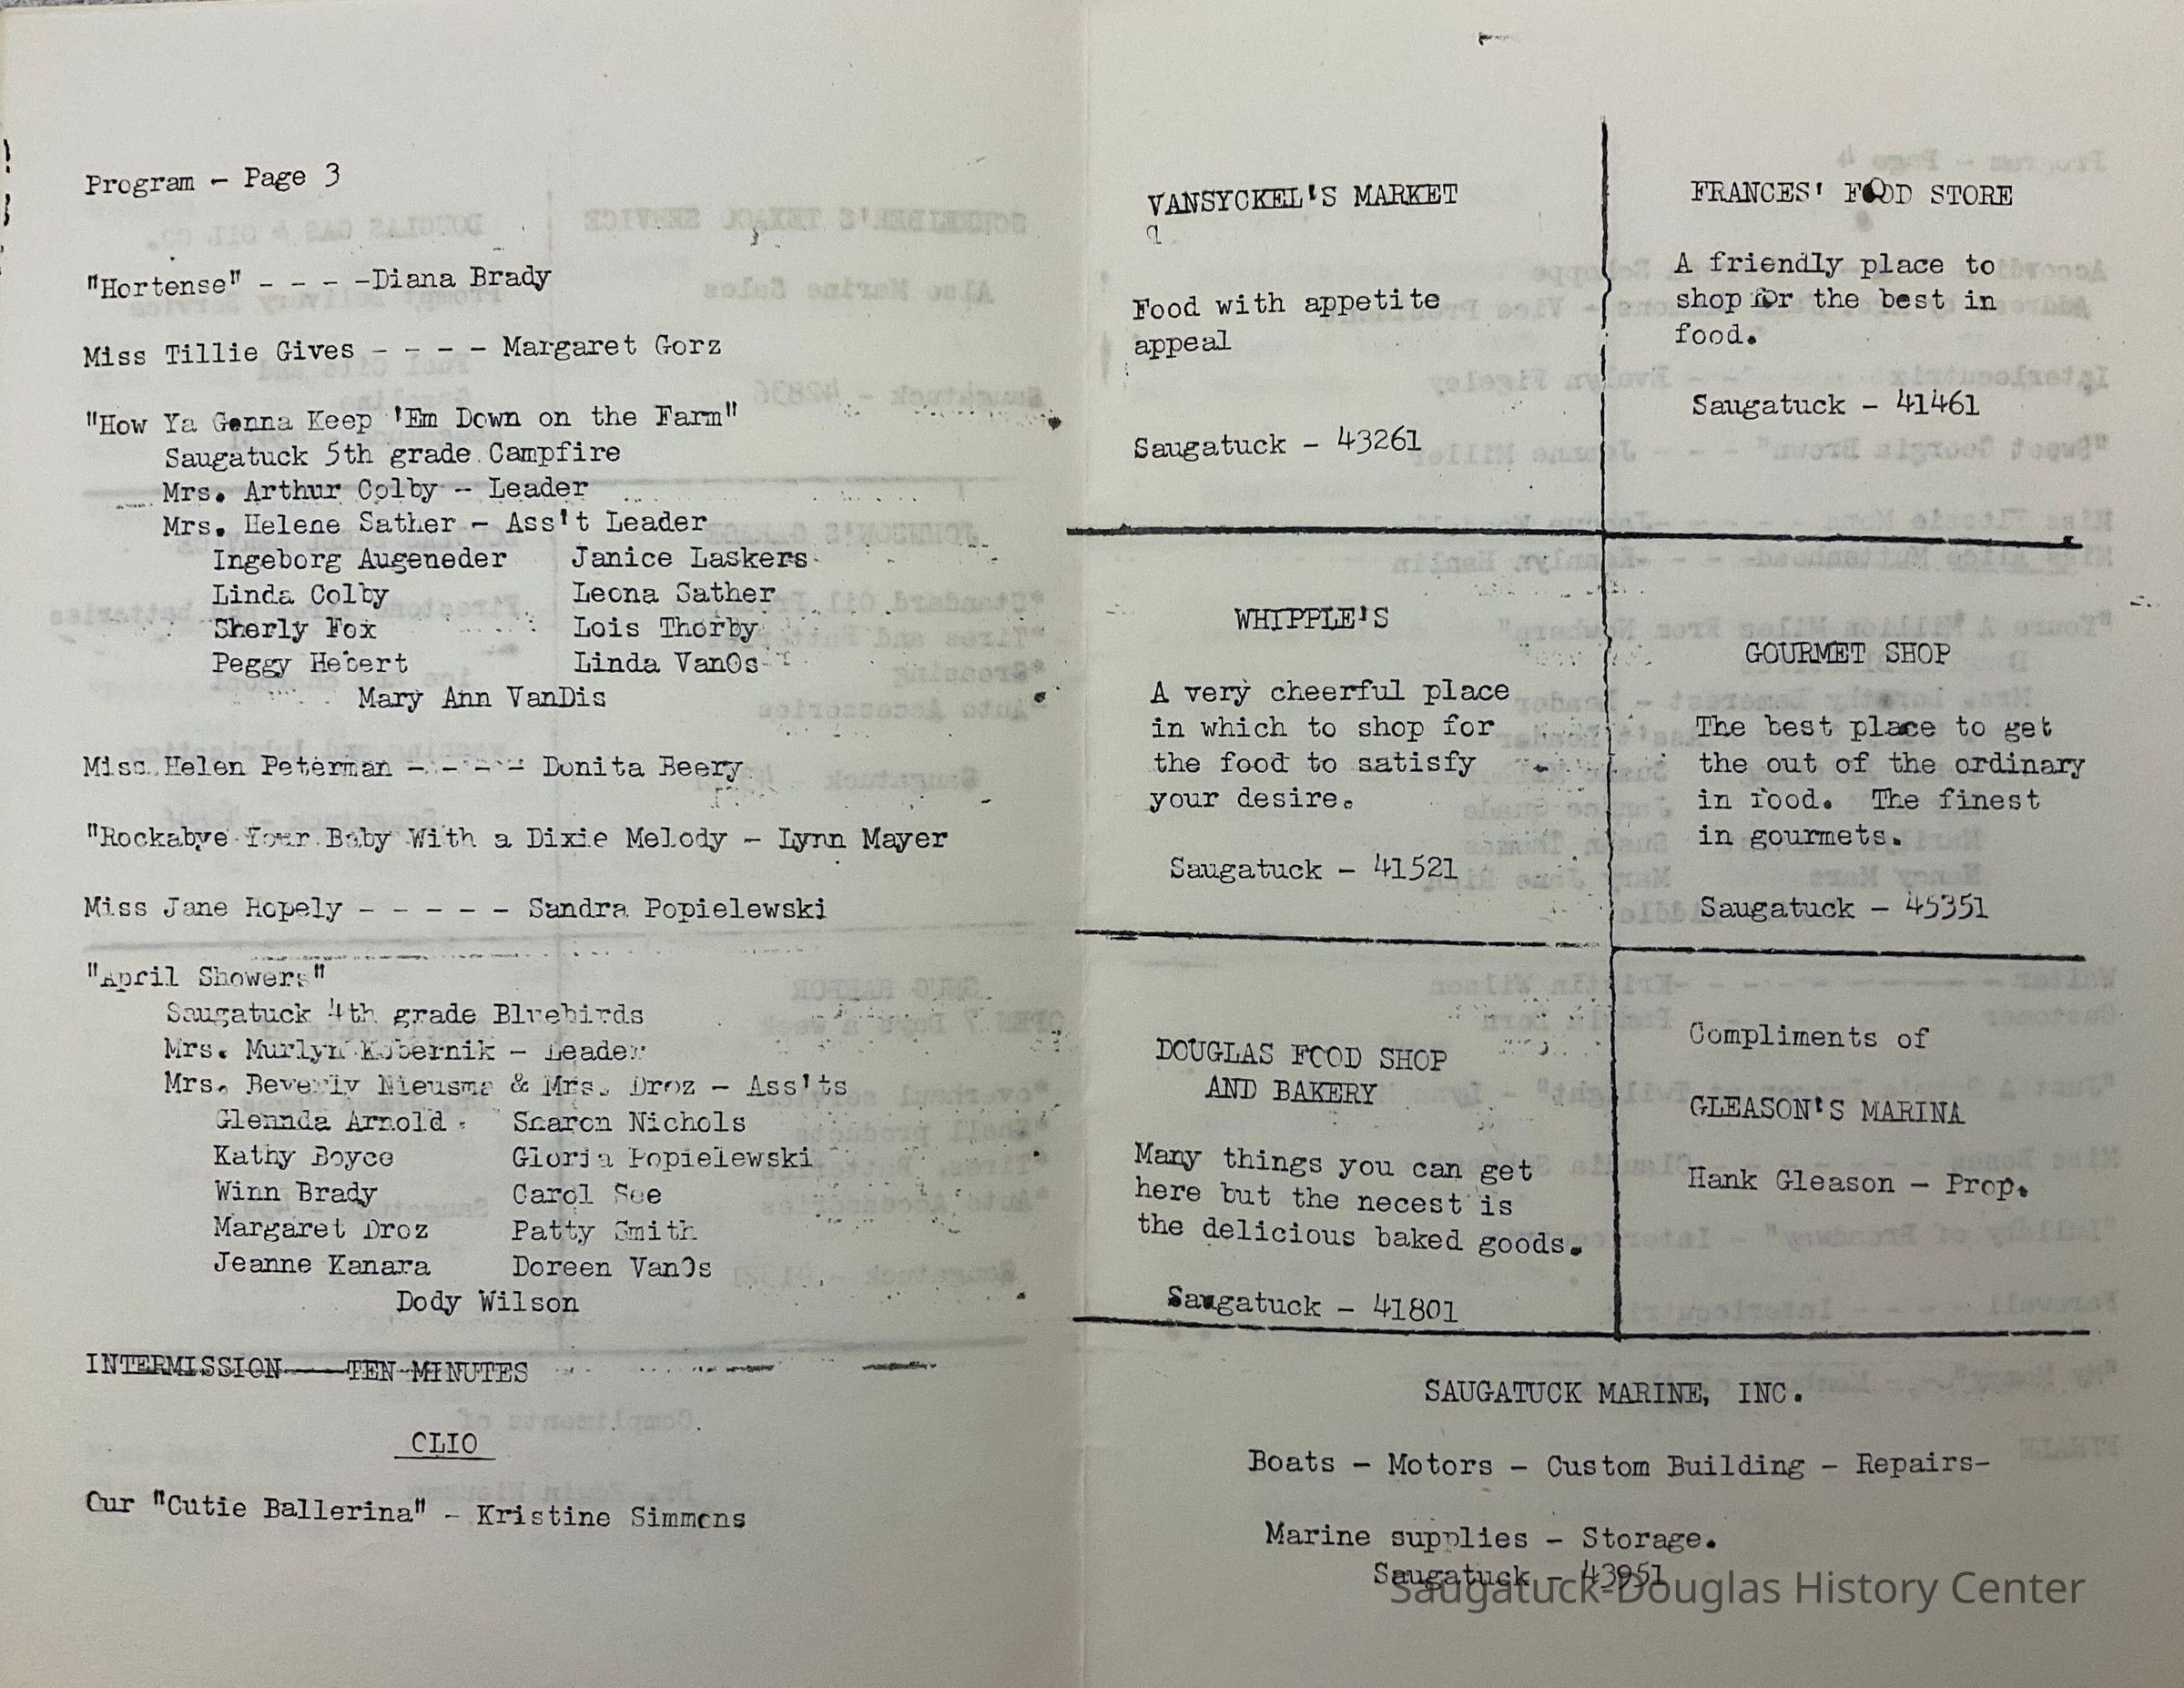 Program - Page 3
"Hortense" - - - -Diana Brady
Miss Tillie Gives - - - - Margaret Gorz
"How Ya Gonna Keep 'Em Down on the Farm"
Saugatuck 5th grade Campfire
Mrs. Arthur Colby - Leader
Mrs. Helene Sather - Ass't Leader
Ingeborg Augeneder Janice Laskers
Linda Colby Leona Sather
Sherly Fox Lois Thorby
Peggy Hebert Linda VanOs
Mary Ann VanDis
Miss Helen Peterman - - - - Donita Beery
"Rockabye Your Baby With a Dixie Melody - Lynn Mayer
Miss Jane Hopely - - - - - Sandra Popielewski
"April Showers"
Saugatuck 4th grade Bluebirds
Mrs. Murlyn Kobernik - Leader
Mrs. Beverly Nieusma & Mrs. Droz - Ass'ts
Glennda Arnold Sharon Nichols
Kathy Boyce Gloria Popielewski
Winn Brady Carol See
Margaret Droz Patty Smith
Jeanne Kanara Doreen VanOs
Dody Wilson
INTERMISSION----TEN MINUTES
CLIO
Our "Cutie Ballerina" - Kristine Simmons
VANSYCKEL'S MARKET
Food with appetite
appeal
Saugatuck - 43261
FRANCES' FOOD STORE
A friendly place to
shop for the best in
food.
Saugatuck - 41461
WHIPPLE'S
A very cheerful place
in which to shop for
the food to satisfy
your desire.
Saugatuck - 41521
GOURMET SHOP
The best place to get
the out of the ordinary
in food. The finest
in gourmets.
Saugatuck - 45351
DOUGLAS FOOD SHOP
AND BAKERY
Many things you can get
here but the necest is
the delicious baked goods.
Saugatuck - 41801
Compliments of
GLEASON'S MARINA
Hank Gleason - Prop.
SAUGATUCK MARINE, INC.
Boats - Motors - Custom Building - Repairs-
Marine supplies - Storage.
Saugatuck - 43951
Saugatuck-Douglas History Center